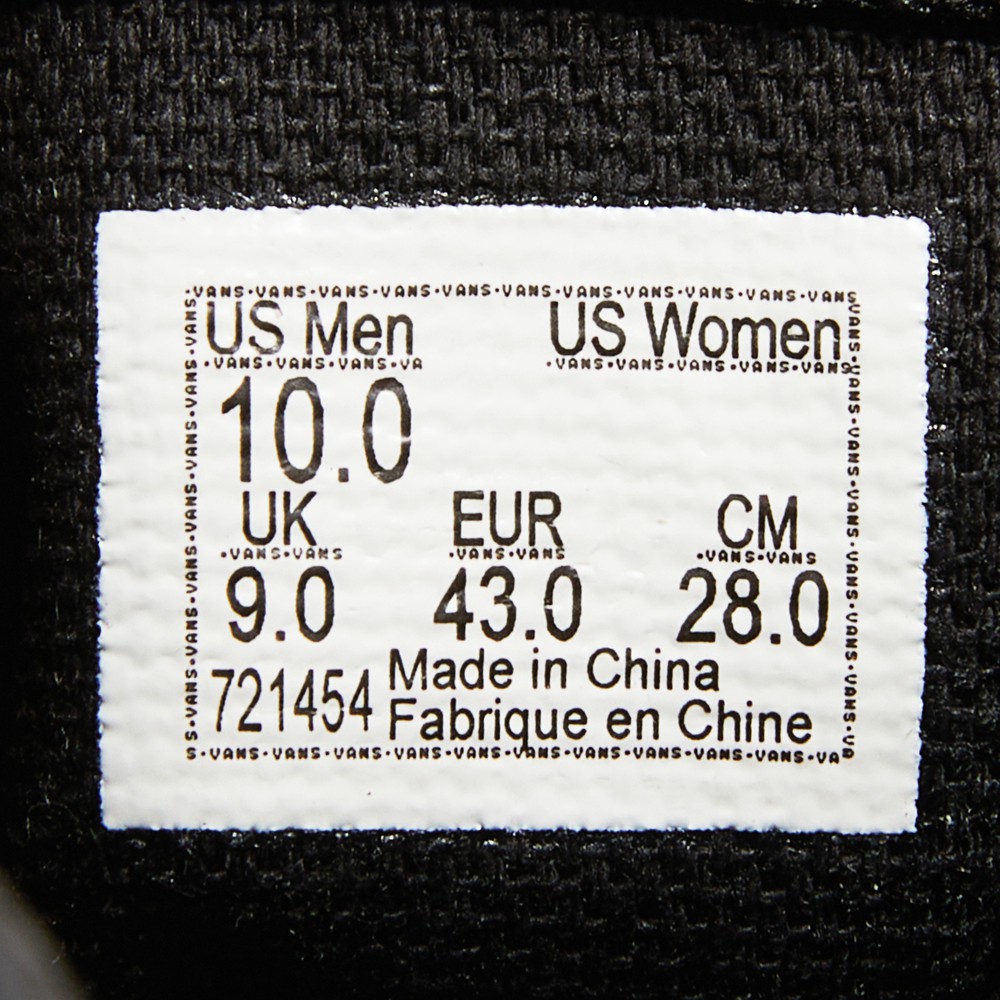 ·VANS·VANS·VANS·VANS·VANS·VANS·VANS·VANS·VANS·VANS·VANS
US Men US Women
·VANS·VANS·VANS·VA ·VANS·VANS·VANS·VANS·VANS
10.0
UK EUR CM
·VANS·VANS ·VANS·VANS ·VANS·VANS
9.0 43.0 28.0
721454 Made in China
Fabrique en Chine
S·VANS·VANS·VANS·VANS·VANS·VANS·VANS·VANS·VANS·VANS·VA